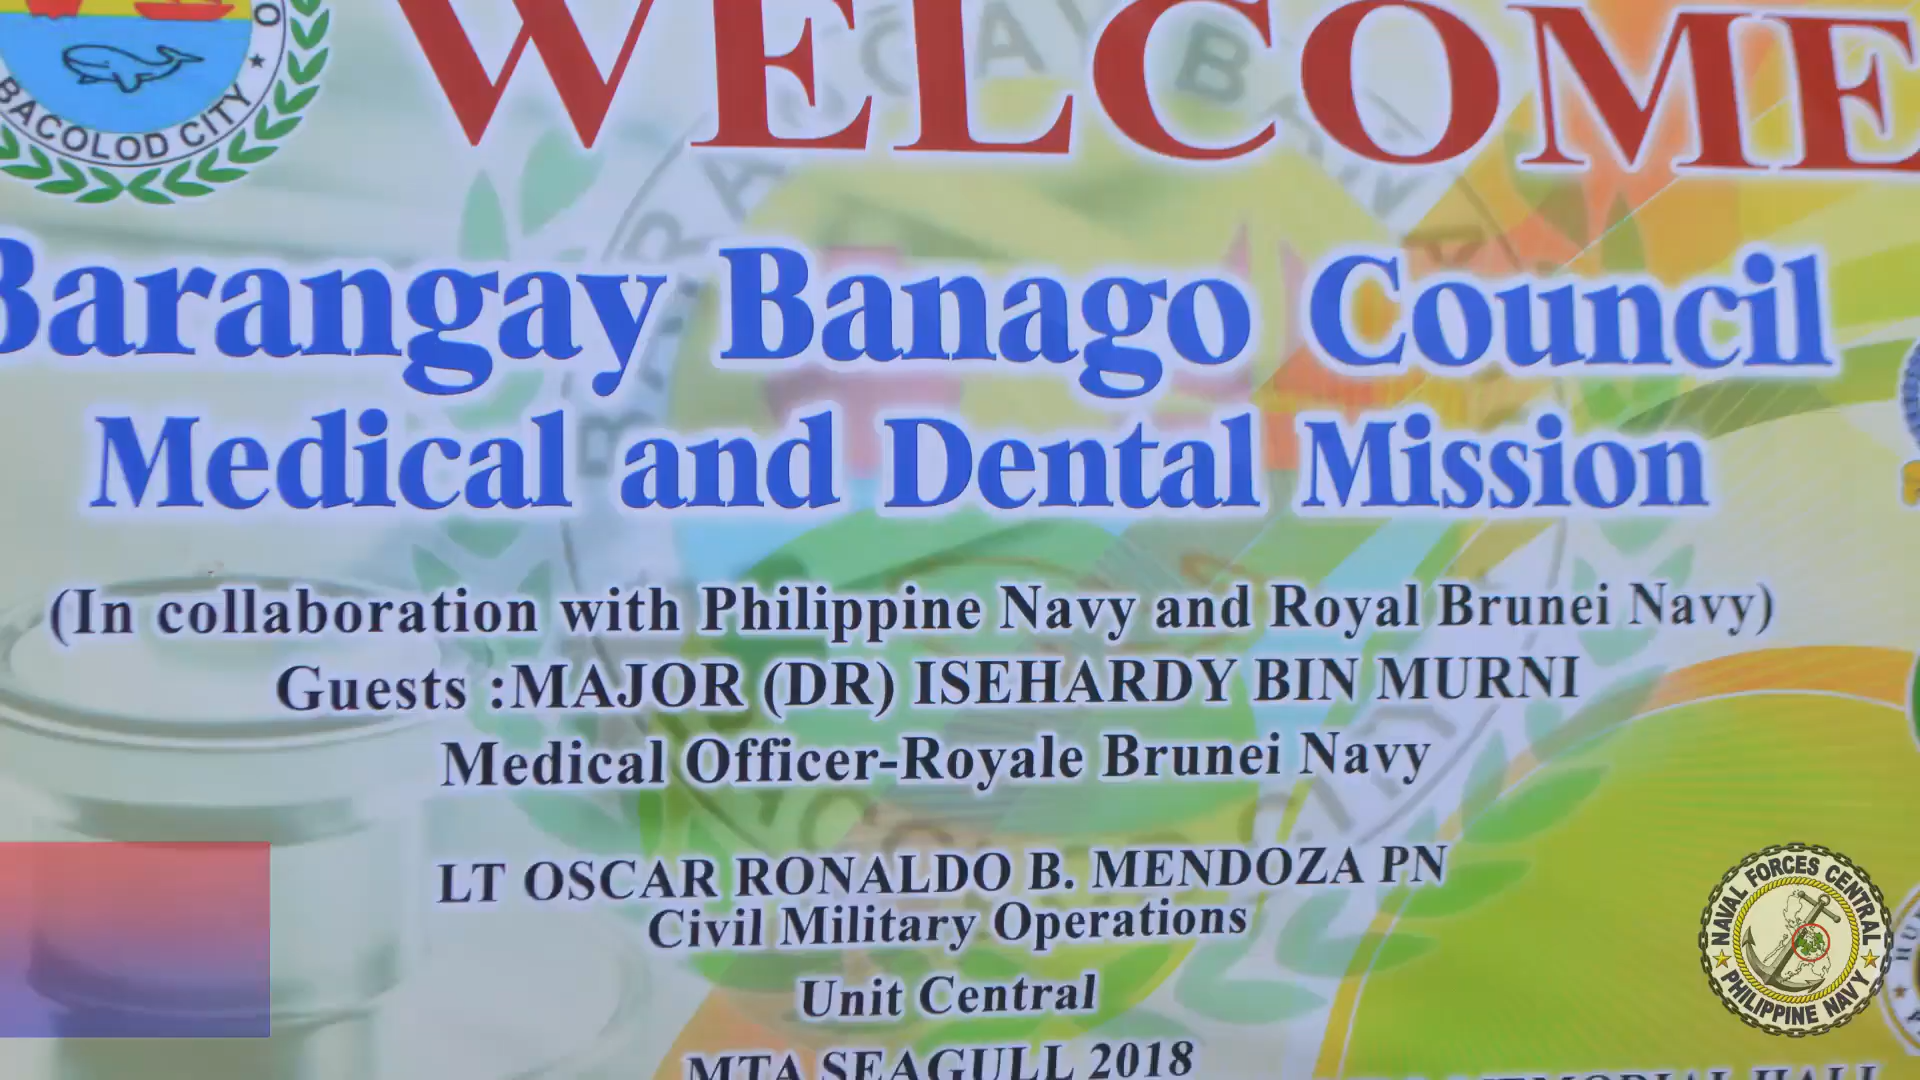 WELCOME
BACOLOD CITY
Barangay Banago Council
Medical and Dental Mission
(In collaboration with Philippine Navy and Royal Brunei Navy)
Guests :MAJOR (DR) ISEHARDY BIN MURNI
Medical Officer-Royale Brunei Navy
LT OSCAR RONALDO B. MENDOZA PN
Civil Military Operations
Unit Central
MTA SEAGULL 2018
NAVAL FORCES CENTRAL
PHILIPPINE NAVY